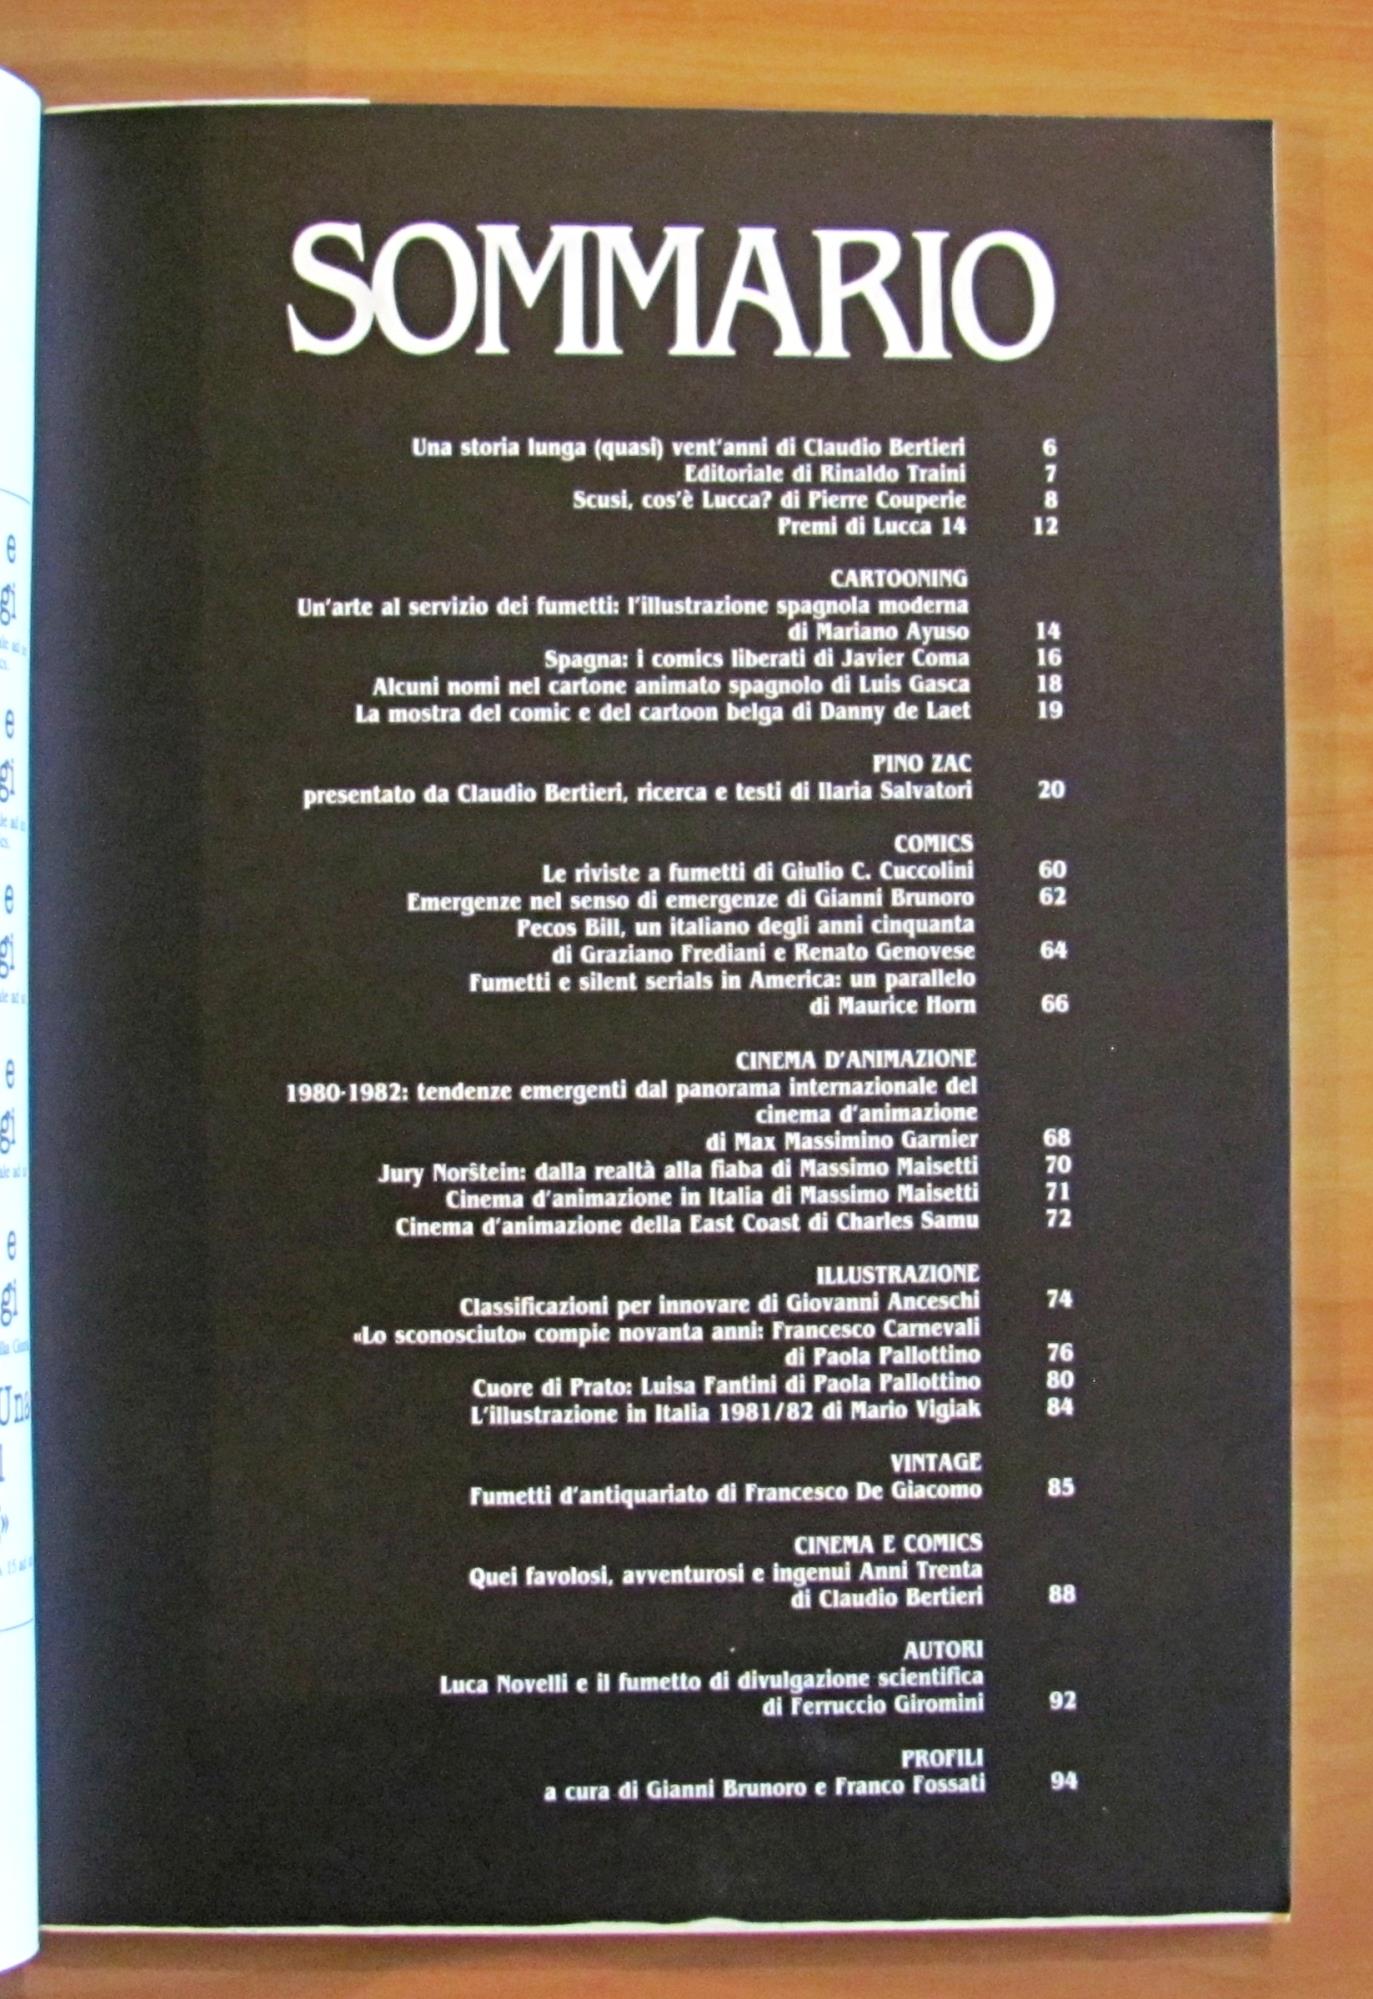 SOMMARIO
Una storia lunga (quasi) vent'anni di Claudio Bertieri 6
Editoriale di Rinaldo Traini 7
Scusi, cos'è Lucca? di Pierre Couperie 8
Premi di Lucca 14 12
CARTOONING
Un'arte al servizio dei fumetti: l'illustrazione spagnola moderna
di Mariano Ayuso 14
Spagna: i comics liberati di Javier Coma 16
Alcuni nomi nel cartone animato spagnolo di Luis Gasca 18
La mostra del comic e del cartoon belga di Danny de Laet 19
PINO ZAC
presentato da Claudio Bertieri, ricerca e testi di Ilaria Salvatori 20
COMICS
Le riviste a fumetti di Giulio C. Cuccolini 60
Emergenze nel senso di emergenze di Gianni Brunoro 62
Pecos Bill, un italiano degli anni cinquanta
di Graziano Frediani e Renato Genovese 64
Fumetti e silent serials in America: un parallelo
di Maurice Horn 66
CINEMA D'ANIMAZIONE
1980-1982: tendenze emergenti dal panorama internazionale del
cinema d'animazione
di Max Massimino Garnier 68
Jury Norštein: dalla realtà alla fiaba di Massimo Maisetti 70
Cinema d'animazione in Italia di Massimo Maisetti 71
Cinema d'animazione della East Coast di Charles Samu 72
ILLUSTRAZIONE
Classificazioni per innovare di Giovanni Anceschi 74
«Lo sconosciuto» compie novanta anni: Francesco Carnevali
di Paola Pallottino 76
Cuore di Prato: Luisa Fantini di Paola Pallottino 80
L'illustrazione in Italia 1981/82 di Mario Vigiak 84
VINTAGE
Fumetti d'antiquariato di Francesco De Giacomo 85
CINEMA E COMICS
Quei favolosi, avventurosi e ingenui Anni Trenta
di Claudio Bertieri 88
AUTORI
Luca Novelli e il fumetto di divulgazione scientifica
di Ferruccio Giromini 92
PROFILI
a cura di Gianni Brunoro e Franco Fossati 94